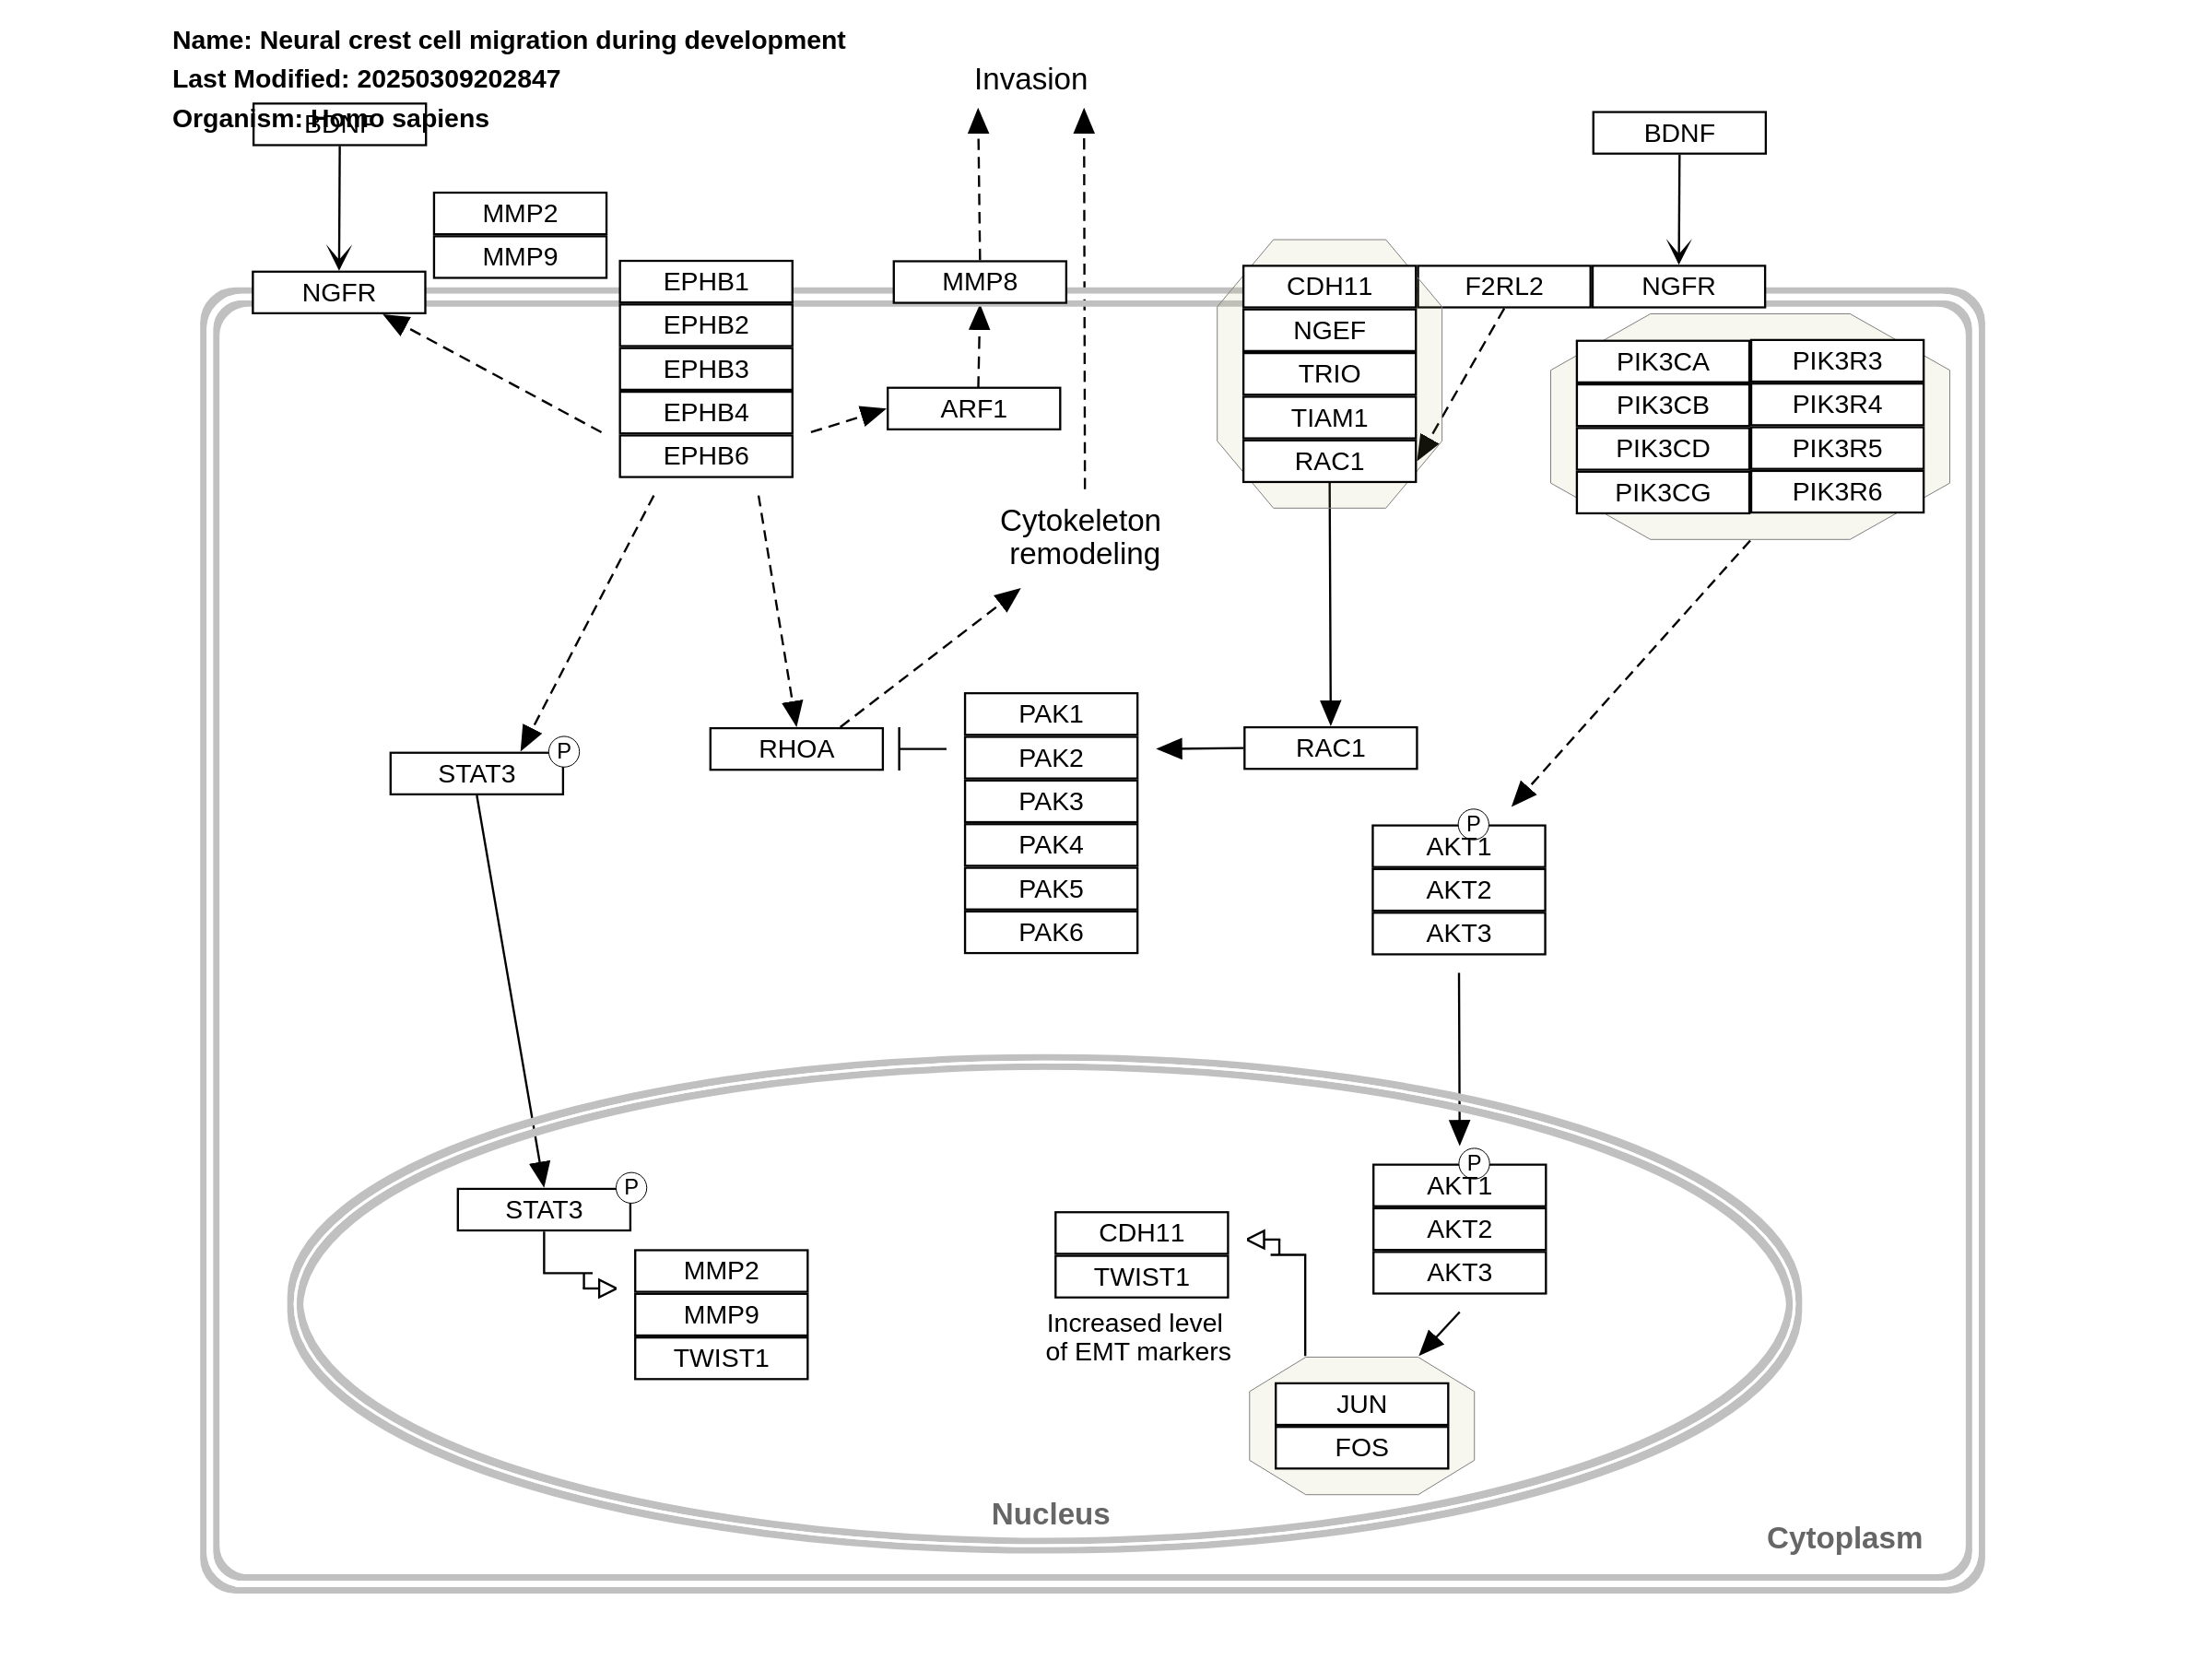 Name: Neural crest cell migration during development
Last Modified: 20250309202847
Organism: Homo sapiens
Invasion
BDNF
BDNF
MMP2
MMP9
NGFR
EPHB1
EPHB2
EPHB3
EPHB4
EPHB6
MMP8
ARF1
CDH11
F2RL2
NGFR
NGEF
TRIO
TIAM1
RAC1
PIK3CA
PIK3R3
PIK3CB
PIK3R4
PIK3CD
PIK3R5
PIK3CG
PIK3R6
Cytokeleton
remodeling
STAT3
P
RHOA
PAK1
PAK2
PAK3
PAK4
PAK5
PAK6
RAC1
P
AKT1
AKT2
AKT3
STAT3
P
MMP2
MMP9
TWIST1
CDH11
TWIST1
Increased level
of EMT markers
P
AKT1
AKT2
AKT3
JUN
FOS
Nucleus
Cytoplasm